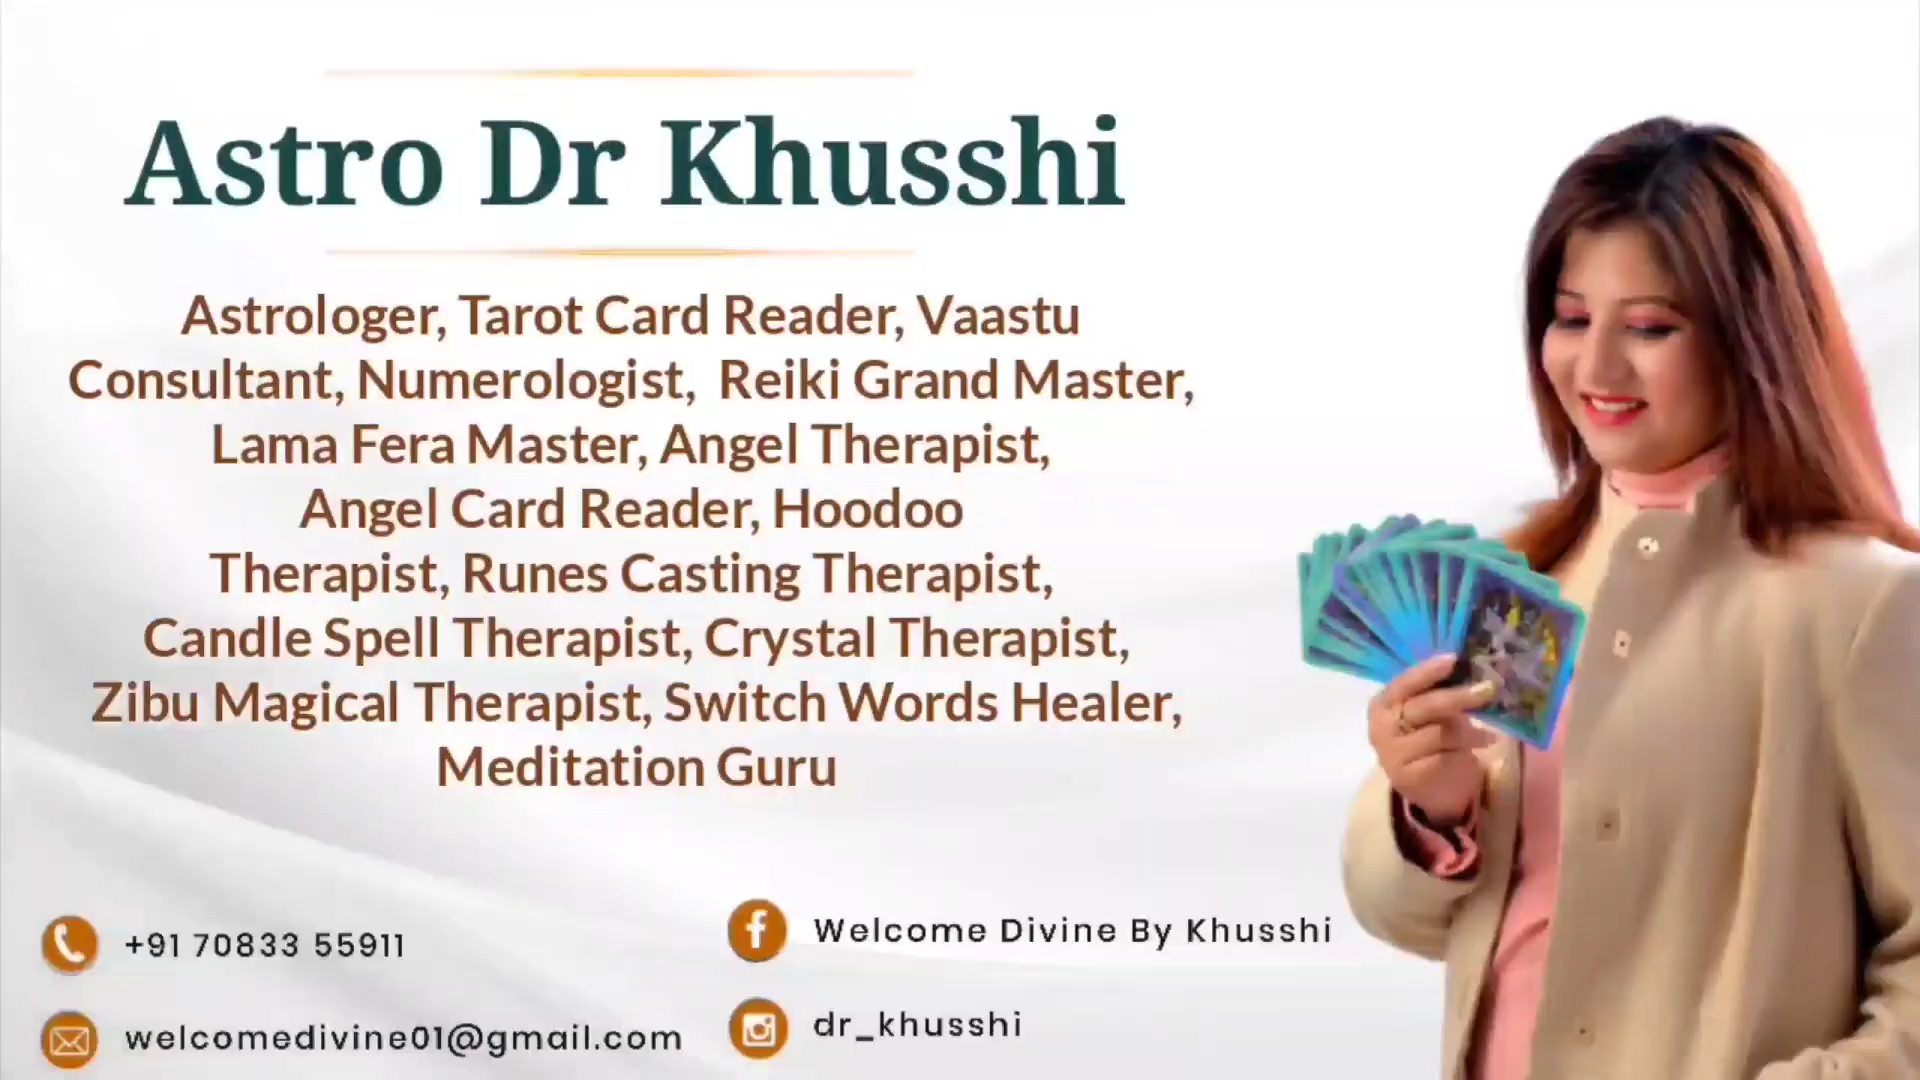 Astro Dr Khusshi
Astrologer, Tarot Card Reader, Vaastu
Consultant, Numerologist, Reiki Grand Master,
Lama Fera Master, Angel Therapist,
Angel Card Reader, Hoodoo
Therapist, Runes Casting Therapist,
Candle Spell Therapist, Crystal Therapist,
Zibu Magical Therapist, Switch Words Healer,
Meditation Guru
+91 70833 55911
welcomedivine01@gmail.com
Welcome Divine By Khusshi
dr_khusshi